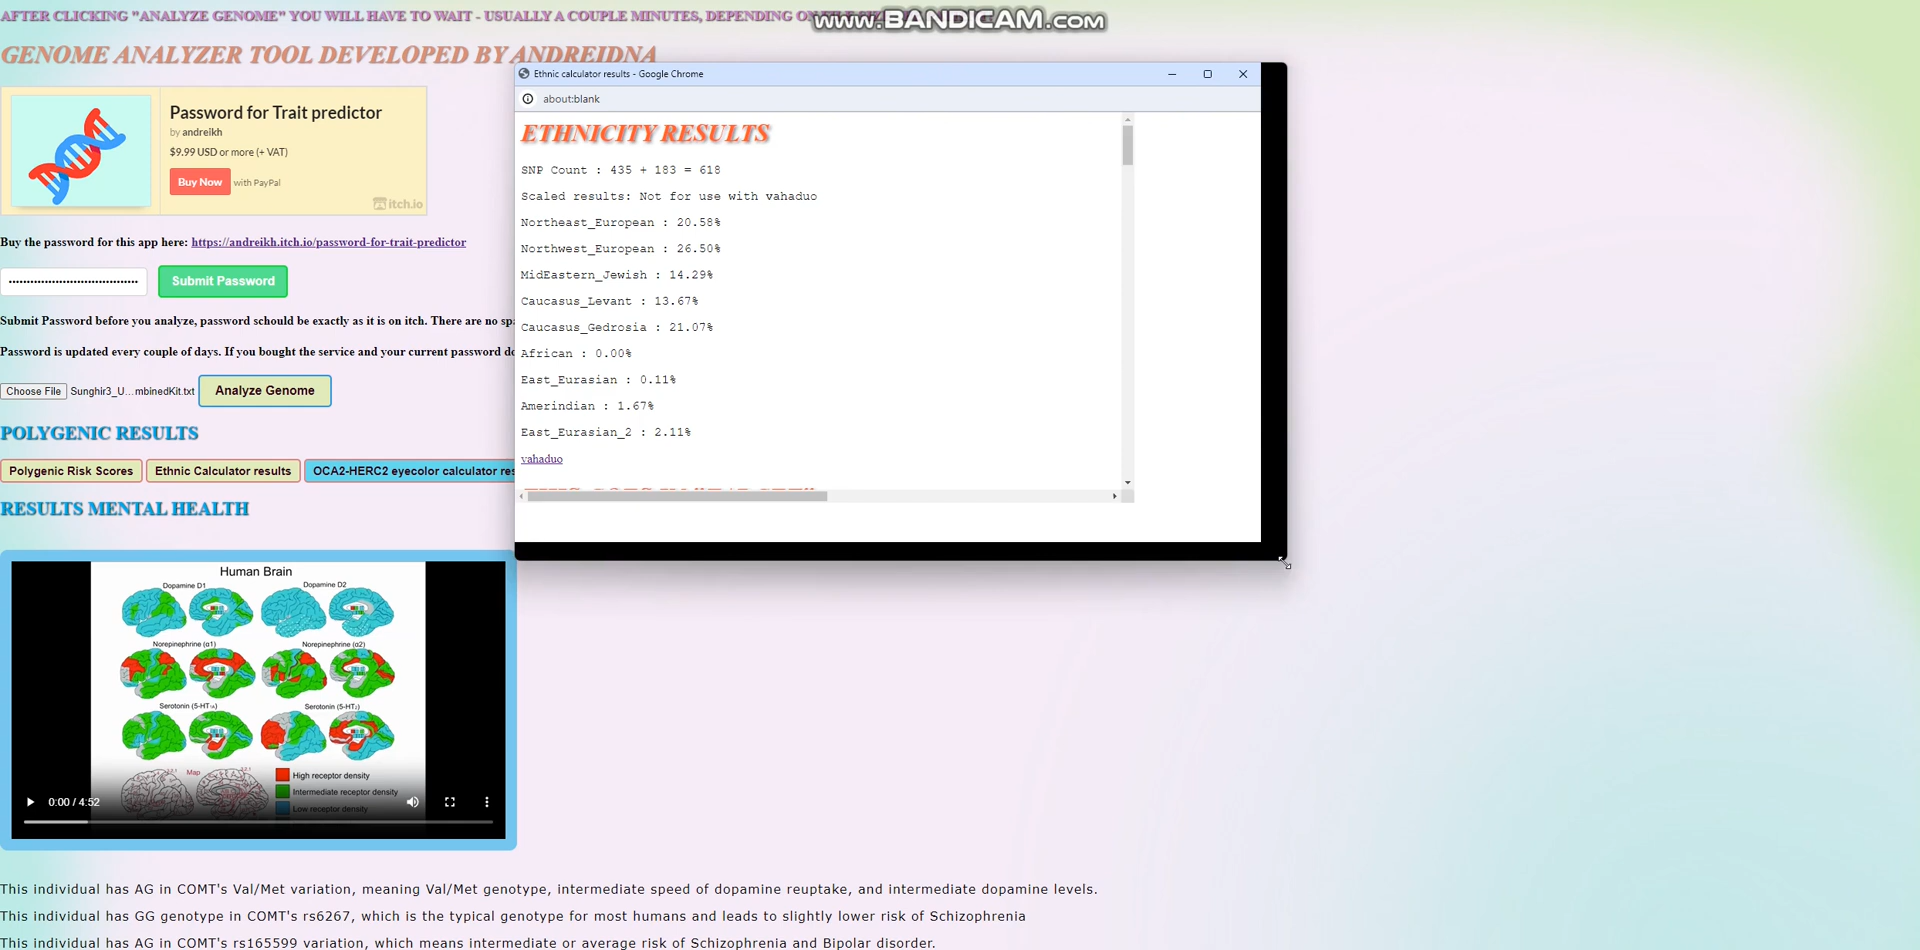 AFTER CLICKING "ANALYZE GENOME" YOU WILL HAVE TO WAIT - USUALLY A COUPLE MINUTES, DEPENDING ON
www.BANDICAM.com
GENOME ANALYZER TOOL DEVELOPED BY ANDREIDNA
Password for Trait predictor
by andreikh
$9.99 USD or more (+ VAT)
Buy Now with PayPal
itch.io
Buy the password for this app here: https://andreikh.itch.io/password-for-trait-predictor
Submit Password
Submit Password before you analyze, password schould be exactly as it is on itch. There are no
Password is updated every couple of days. If you bought the service and your current password
Choose File Sunghir3_U...mbinedKit.txt Analyze Genome
POLYGENIC RESULTS
Polygenic Risk Scores Ethnic Calculator results OCA2-HERC2 eyecolor calculator res
RESULTS MENTAL HEALTH
Ethnic calculator results - Google Chrome
about:blank
ETHNICITY RESULTS
SNP Count : 435 + 183 = 618
Scaled results: Not for use with vahaduo
Northeast_European : 20.58%
Northwest_European : 26.50%
MidEastern_Jewish : 14.29%
Caucasus_Levant : 13.67%
Caucasus_Gedrosia : 21.07%
African : 0.00%
East_Eurasian : 0.11%
Amerindian : 1.67%
East_Eurasian_2 : 2.11%
vahaduo
Human Brain
Dopamine D1 Dopamine D2
Norepinephrine (α1) Norepinephrine (α2)
Serotonin (5-HT1A) Serotonin (5-HT2)
Map
High receptor density
Intermediate receptor density
Low receptor density
0:00 / 4:52
This individual has AG in COMT's Val/Met variation, meaning Val/Met genotype, intermediate speed of dopamine reuptake, and intermediate dopamine levels.
This individual has GG genotype in COMT's rs6267, which is the typical genotype for most humans and leads to slightly lower risk of Schizophrenia
This individual has AG in COMT's rs165599 variation, which means intermediate or average risk of Schizophrenia and Bipolar disorder.